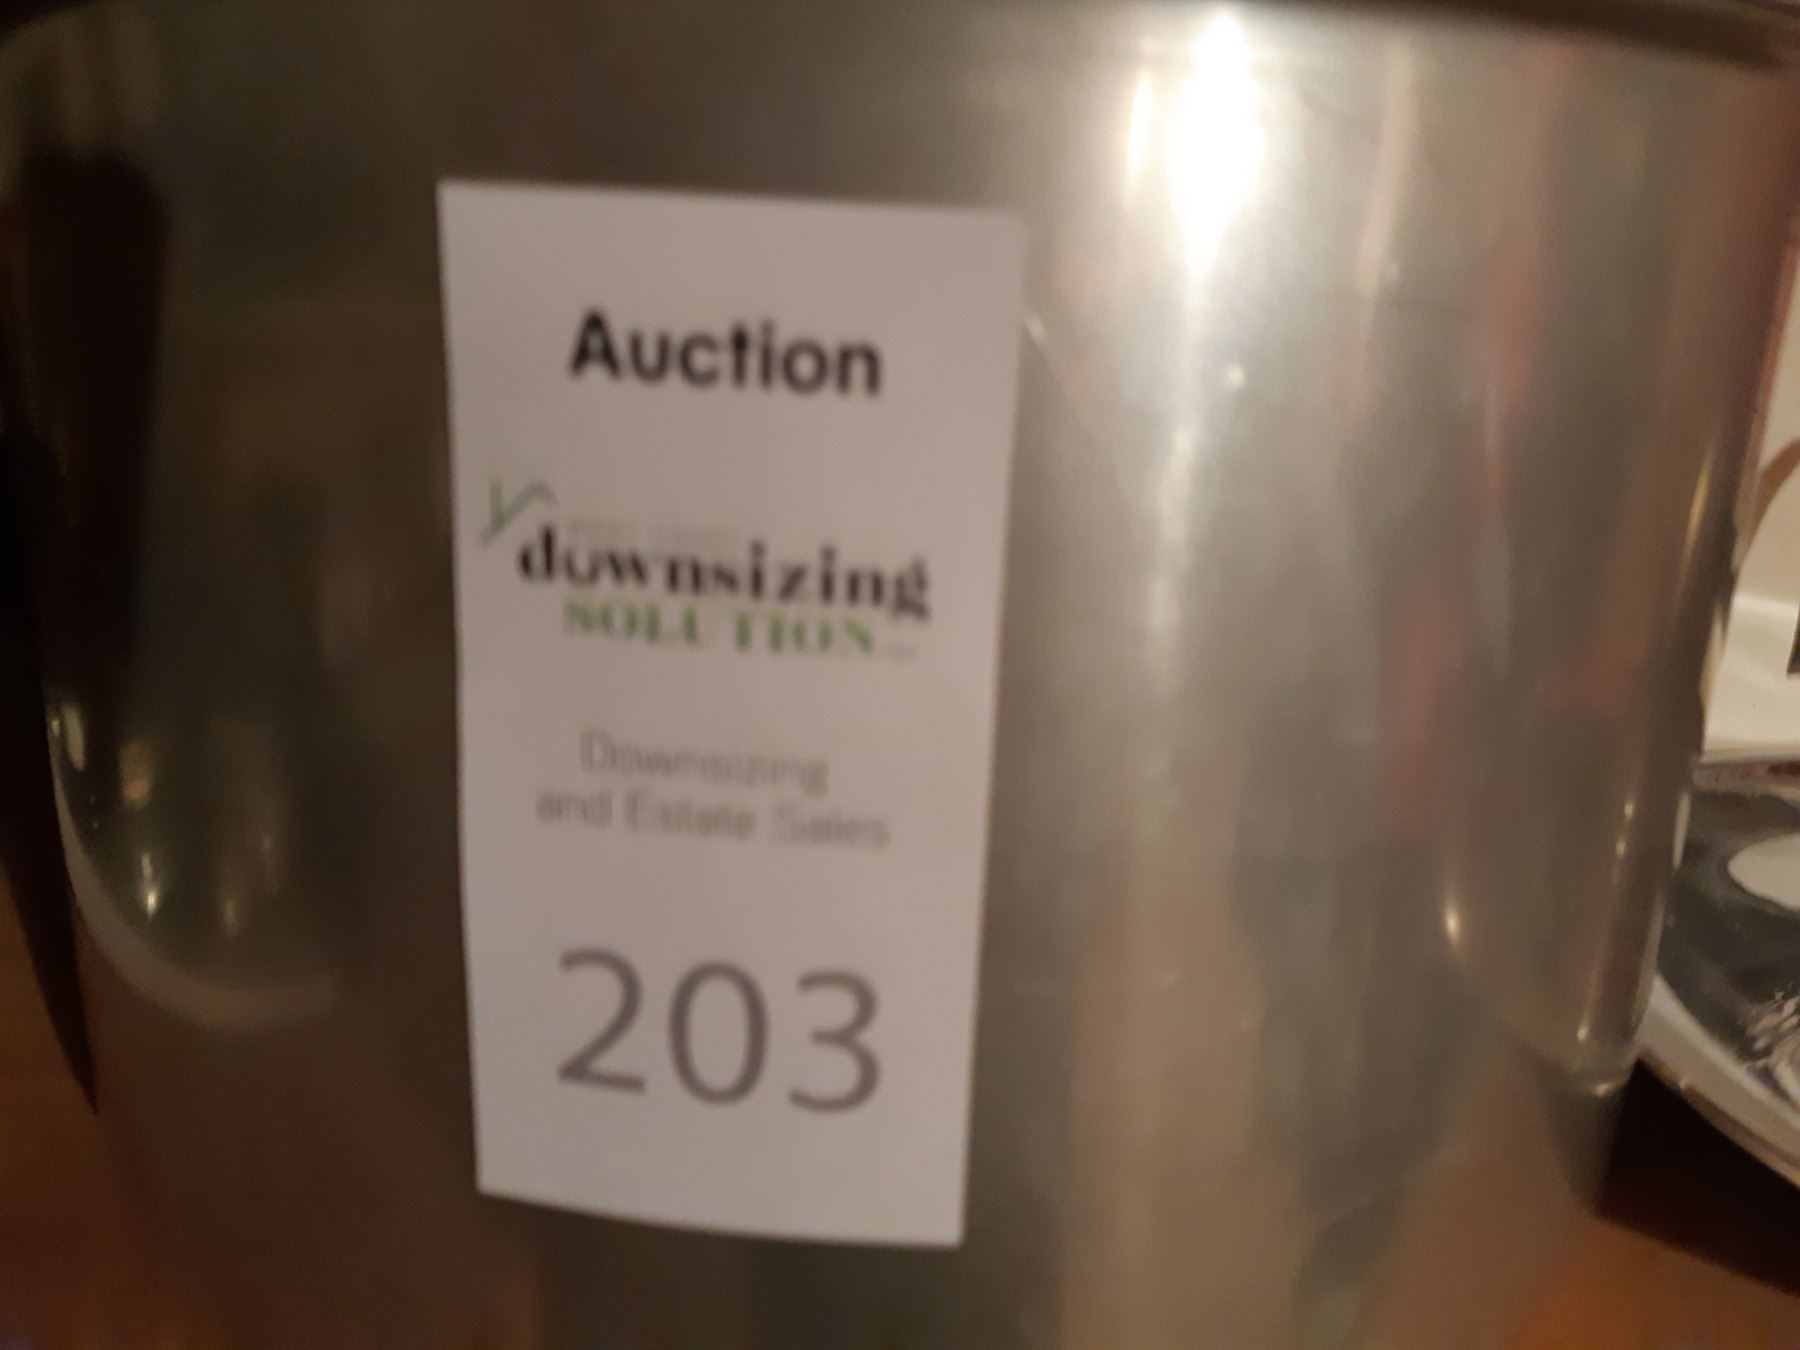 Auction
downsizing
SOLUTION
Downsizing
and Estate Sales
203